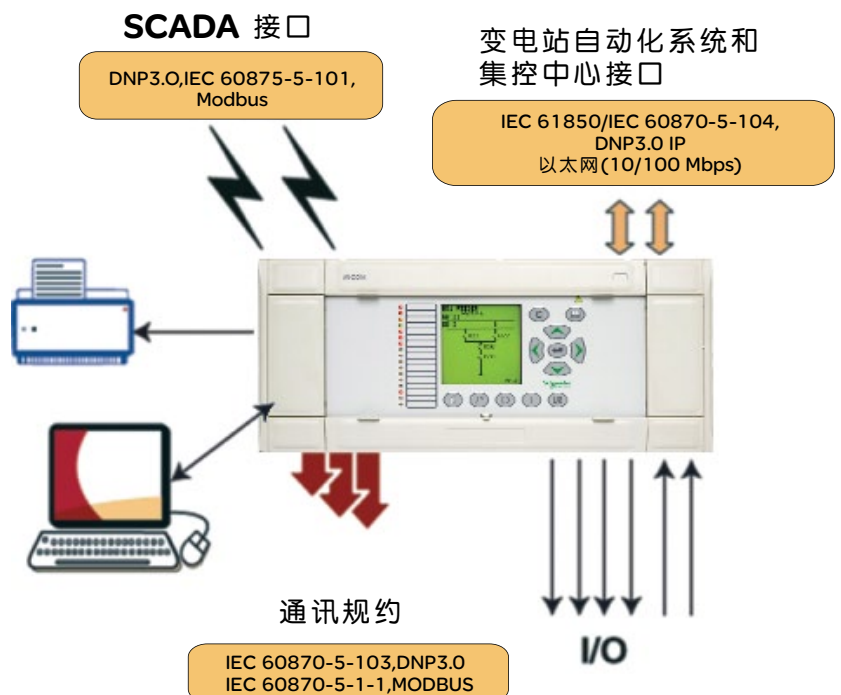 SCADA 接口
DNP3.O,IEC 60875-5-101,
Modbus
变电站自动化系统和
集控中心接口
IEC 61850/IEC 60870-5-104,
DNP3.0 IP
以太网(10/100 Mbps)
MiCOM
C
通讯规约
IEC 60870-5-103,DNP3.0
IEC 60870-5-1-1,MODBUS
I/O